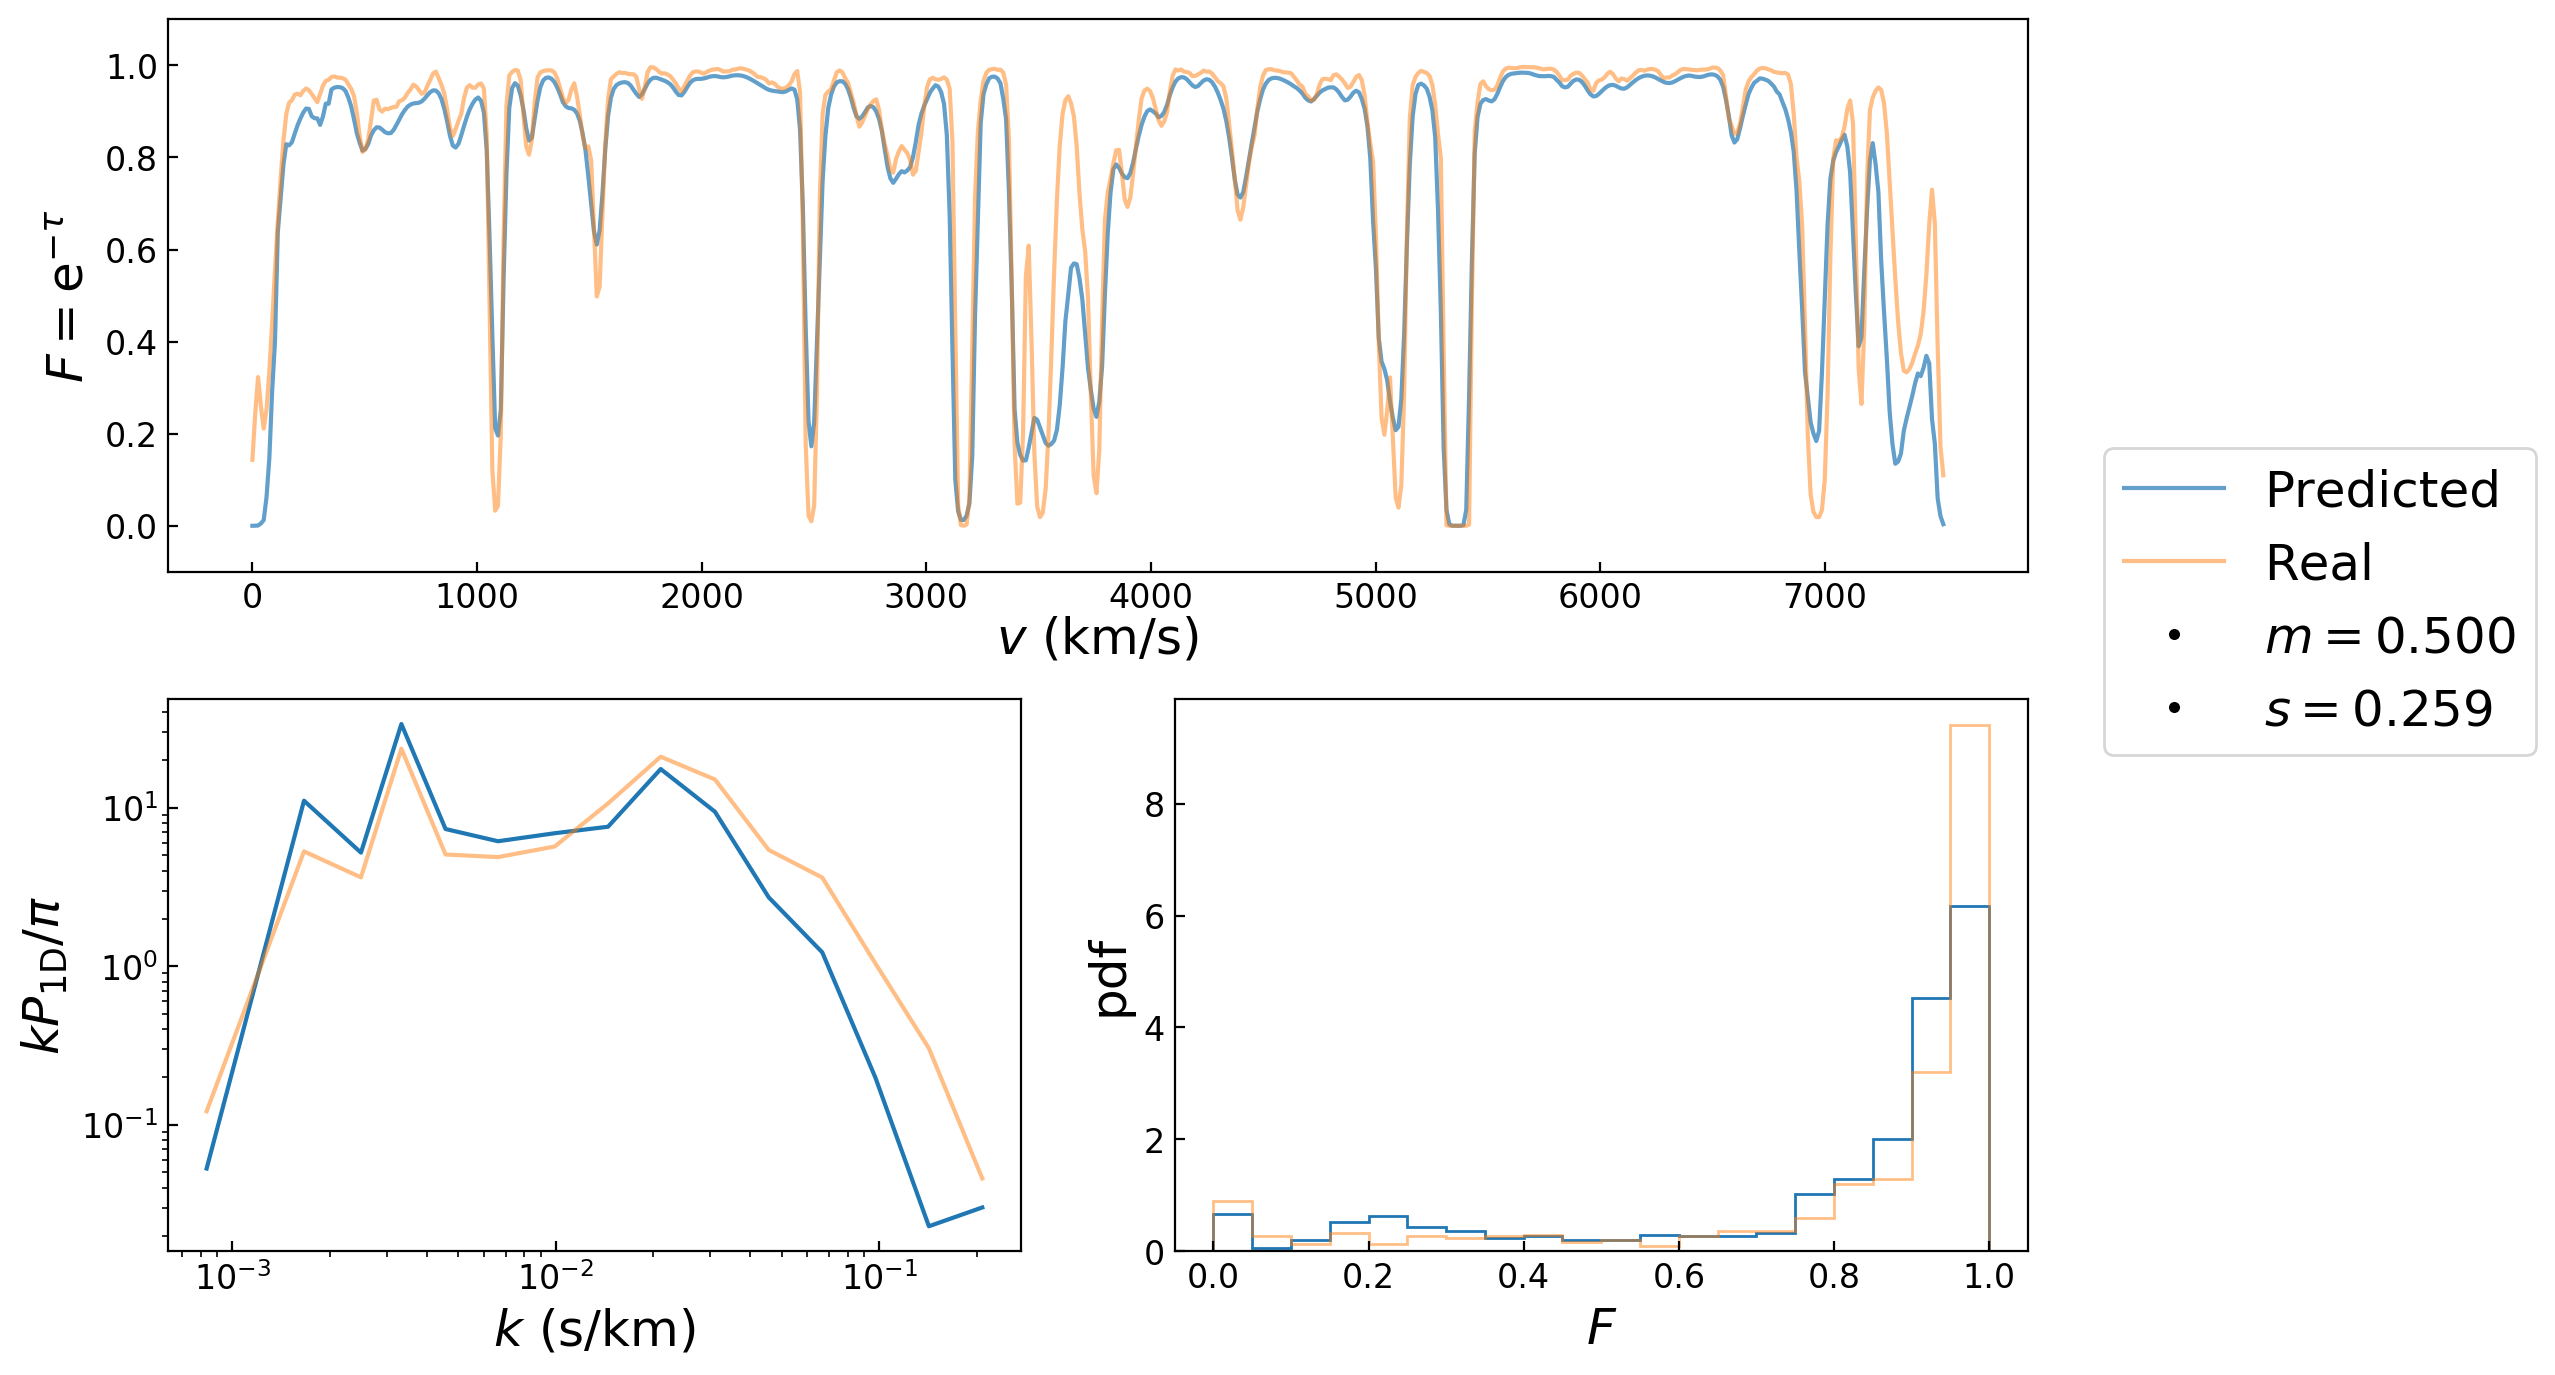 F = e^{−τ}
1.0
0.8
0.6
0.4
0.2
0.0
0 1000 2000 3000 4000 5000 6000 7000
v (km/s)
Predicted
Real
m = 0.500
s = 0.259
kP_{1D}/π
10^1
10^0
10^{−1}
10^{−3} 10^{−2} 10^{−1}
k (s/km)
pdf
8
6
4
2
0
0.0 0.2 0.4 0.6 0.8 1.0
F